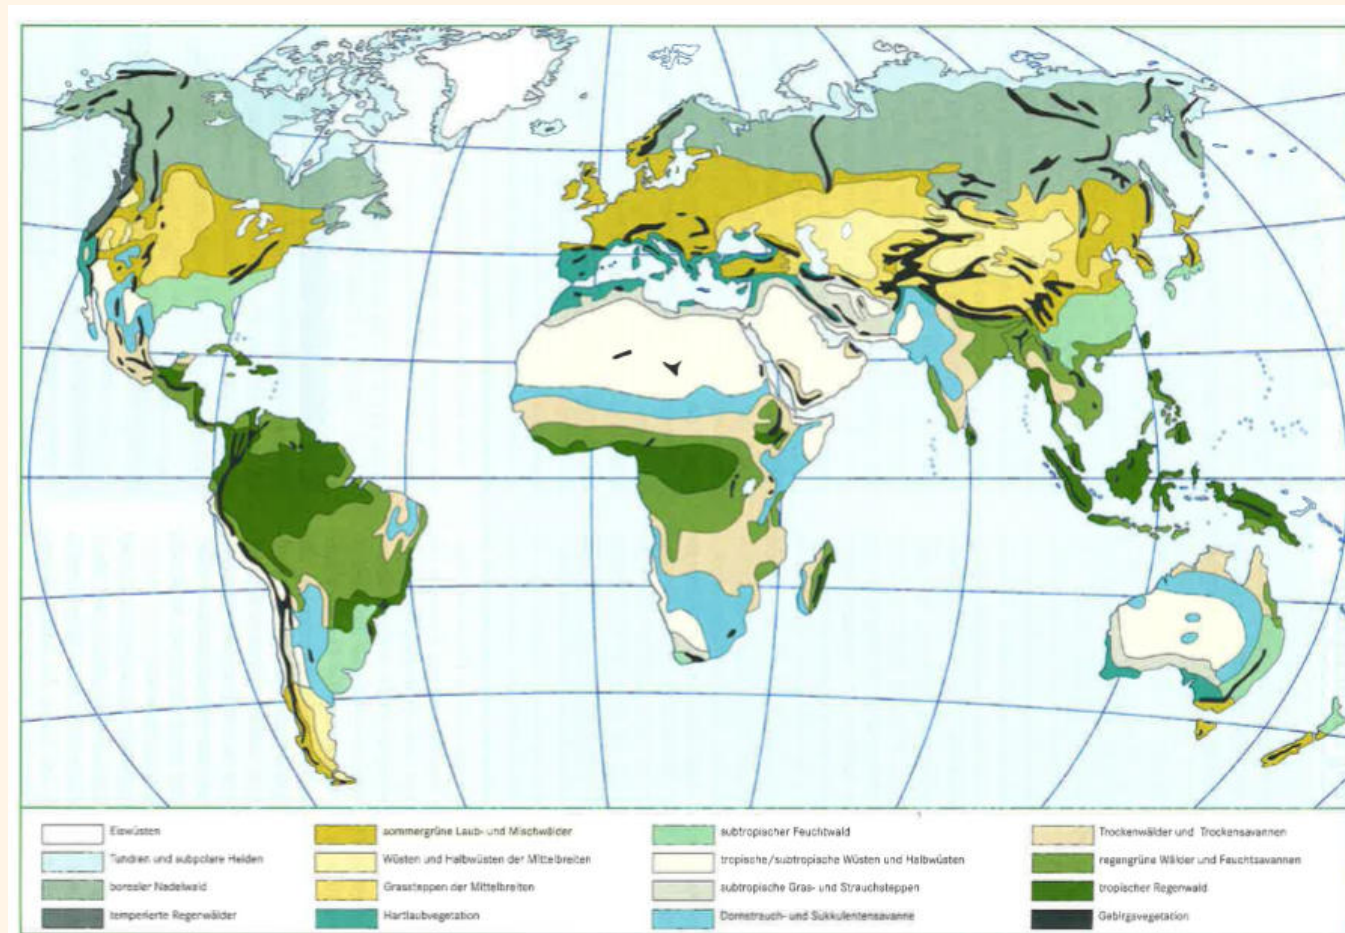 Eiswüsten
Tundren und subpolare Heiden
borealer Nadelwald
temperierte Regenwälder
sommergrüne Laub- und Mischwälder
Wüsten und Halbwüsten der Mittelbreiten
Grassteppen der Mittelbreiten
Hartlaubvegetation
subtropischer Feuchtwald
tropische/subtropische Wüsten und Halbwüsten
subtropische Gras- und Strauchsteppen
Dornstrauch- und Sukkulentensavanne
Trockenwälder und Trockensavannen
regengrüne Wälder und Feuchtsavannen
tropischer Regenwald
Gebirgsvegetation